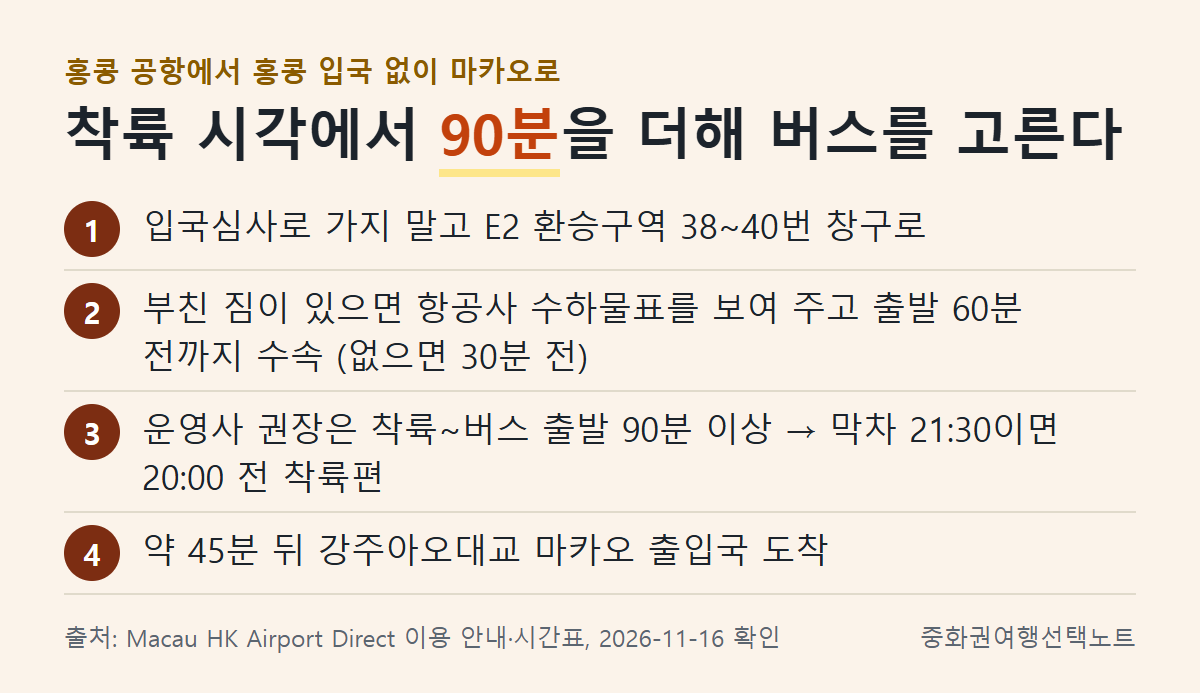 홍콩 공항에서 홍콩 입국 없이 마카오로
착륙 시각에서 90분을 더해 버스를 고른다
1 입국심사로 가지 말고 E2 환승구역 38~40번 창구로
2 부친 짐이 있으면 항공사 수하물표를 보여 주고 출발 60분
전까지 수속 (없으면 30분 전)
3 운영사 권장은 착륙~버스 출발 90분 이상 → 막차 21:30이면
20:00 전 착륙편
4 약 45분 뒤 강주아오대교 마카오 출입국 도착
출처: Macau HK Airport Direct 이용 안내·시간표, 2026-11-16 확인
중화권여행선택노트